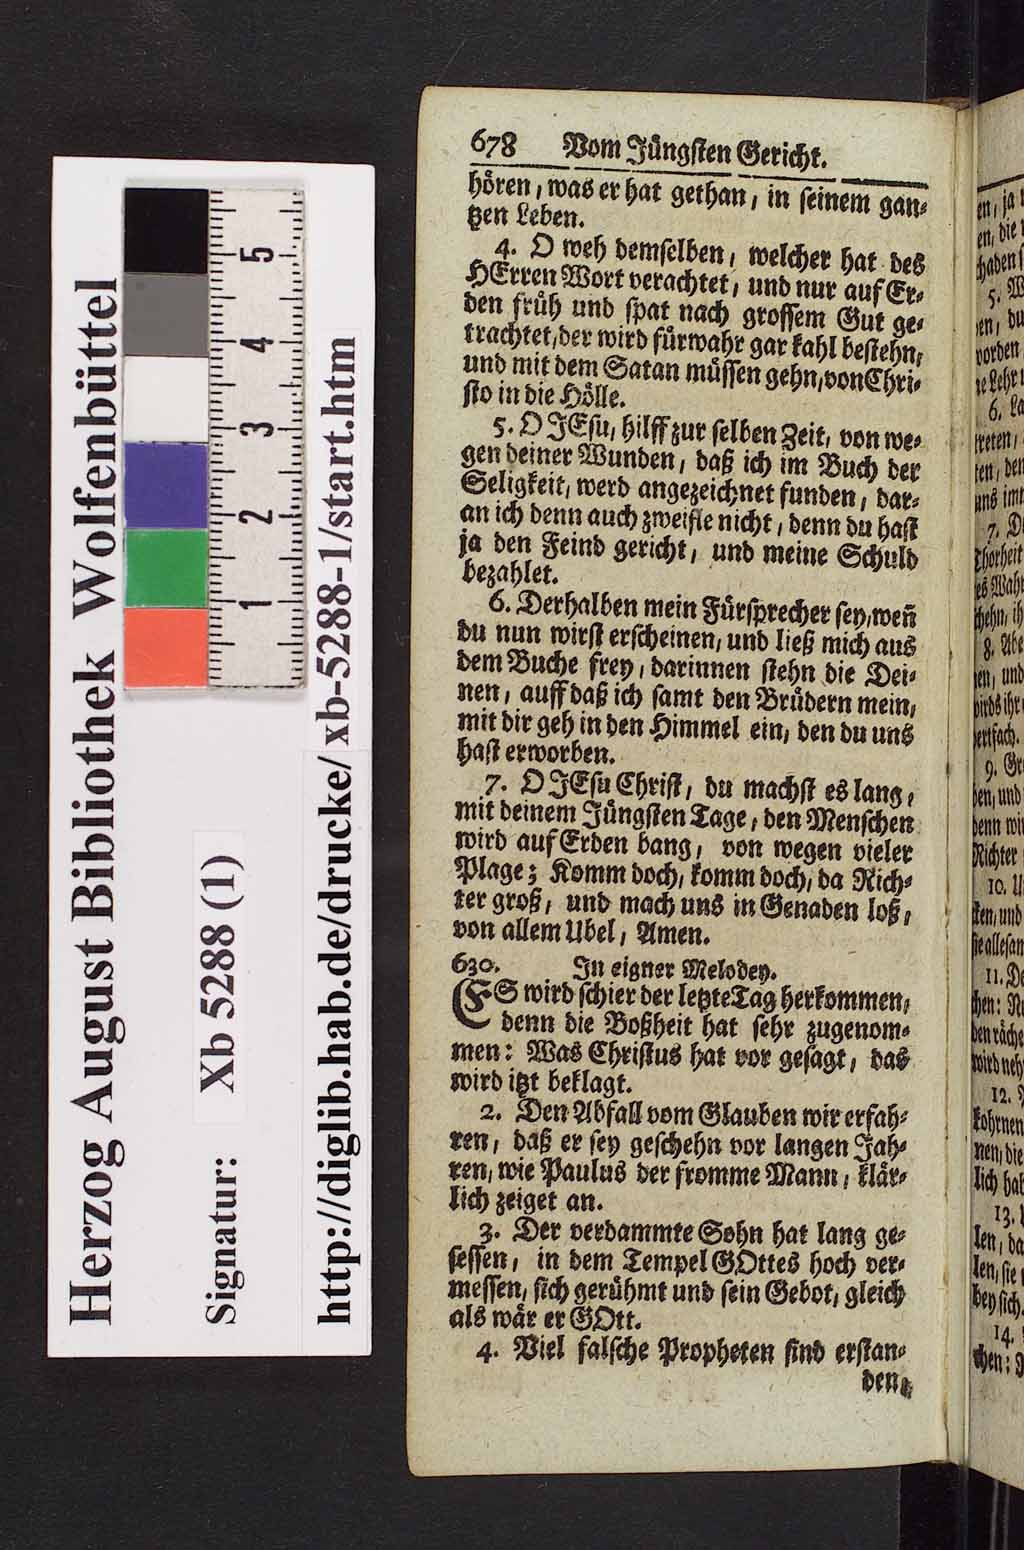 Herzog August Bibliothek Wolfenbüttel
Signatur: Xb 5288 (1)
http://diglib.hab.de/drucke/xb-5288-1/start.htm
5
4
3
2
1
678 Vom Jüngsten Gericht.
hören, was er hat gethan, in seinem gan-
tzen Leben.
4. O weh demselben, welcher hat des
HErren Wort verachtet, und nur auf Er-
den früh und spat nach grossem Gut ge-
trachtet, der wird fürwahr gar kahl bestehn,
und mit dem Satan müssen gehn, von Chri-
sto in die Hölle.
5. O JEsu, hilff zur selben Zeit, von we-
gen deiner Wunden, daß ich im Buch der
Seligkeit, werd angezeichnet funden, dar-
an ich denn auch zweifle nicht, denn du hast
ja den Feind gericht, und meine Schuld
bezahlet.
6. Derhalben mein Fürsprecher sey, weñ
du nun wirst erscheinen, und ließ mich aus
dem Buche frey, darinnen stehn die Dei-
nen, auff daß ich samt den Brüdern mein,
mit dir geh in den Himmel ein, den du uns
hast erworben.
7. O JEsu Christ, du machst es lang,
mit deinem Jüngsten Tage, den Menschen
wird auf Erden bang, von wegen vieler
Plage; Komm doch, komm doch, da Rich-
ter groß, und mach uns in Genaden loß,
von allem Ubel, Amen.
630. In eigner Melodey.
ES wird schier der letzte Tag herkommen,
denn die Boßheit hat sehr zugenom-
men: Was Christus hat vor gesagt, das
wird itzt beklagt.
2. Den Abfall vom Glauben wir erfah-
ren, daß er sey geschehn vor langen Jah-
ren, wie Paulus der fromme Mann, klär-
lich zeiget an.
3. Der verdammte Sohn hat lang ge-
sessen, in dem Tempel GOttes hoch ver-
messen, sich gerühmt und sein Gebot, gleich
als wär er GOtt.
4. Viel falsche Propheten sind erstan-
den,